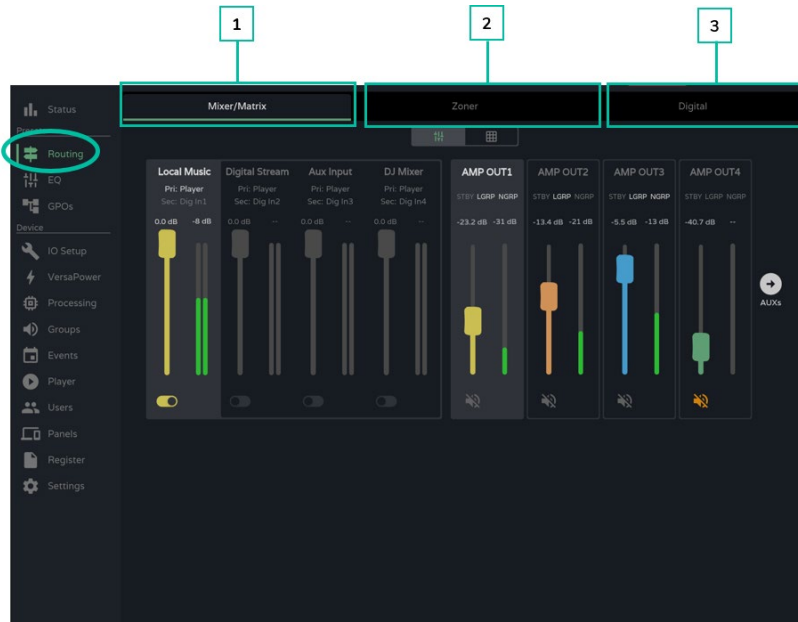 1
2
3
Status
Mixer/Matrix
Zoner
Digital
Preset
Routing
EQ
GPOs
Device
IO Setup
VersaPower
Processing
Groups
Events
Player
Users
Panels
Register
Settings
Local Music
Digital Stream
Aux Input
DJ Mixer
Pri: Player
Pri: Player
Pri: Player
Pri: Player
Sec: Dig In1
Sec: Dig In2
Sec: Dig In3
Sec: Dig In4
0.0 dB -8 dB
0.0 dB --
0.0 dB --
0.0 dB --
AMP OUT1
AMP OUT2
AMP OUT3
AMP OUT4
STBY LGRP NGRP
STBY LGRP NGRP
STBY LGRP NGRP
STBY LGRP NGRP
-23.2 dB -31 dB
-13.4 dB -21 dB
-5.5 dB -13 dB
-40.7 dB --
AUXs